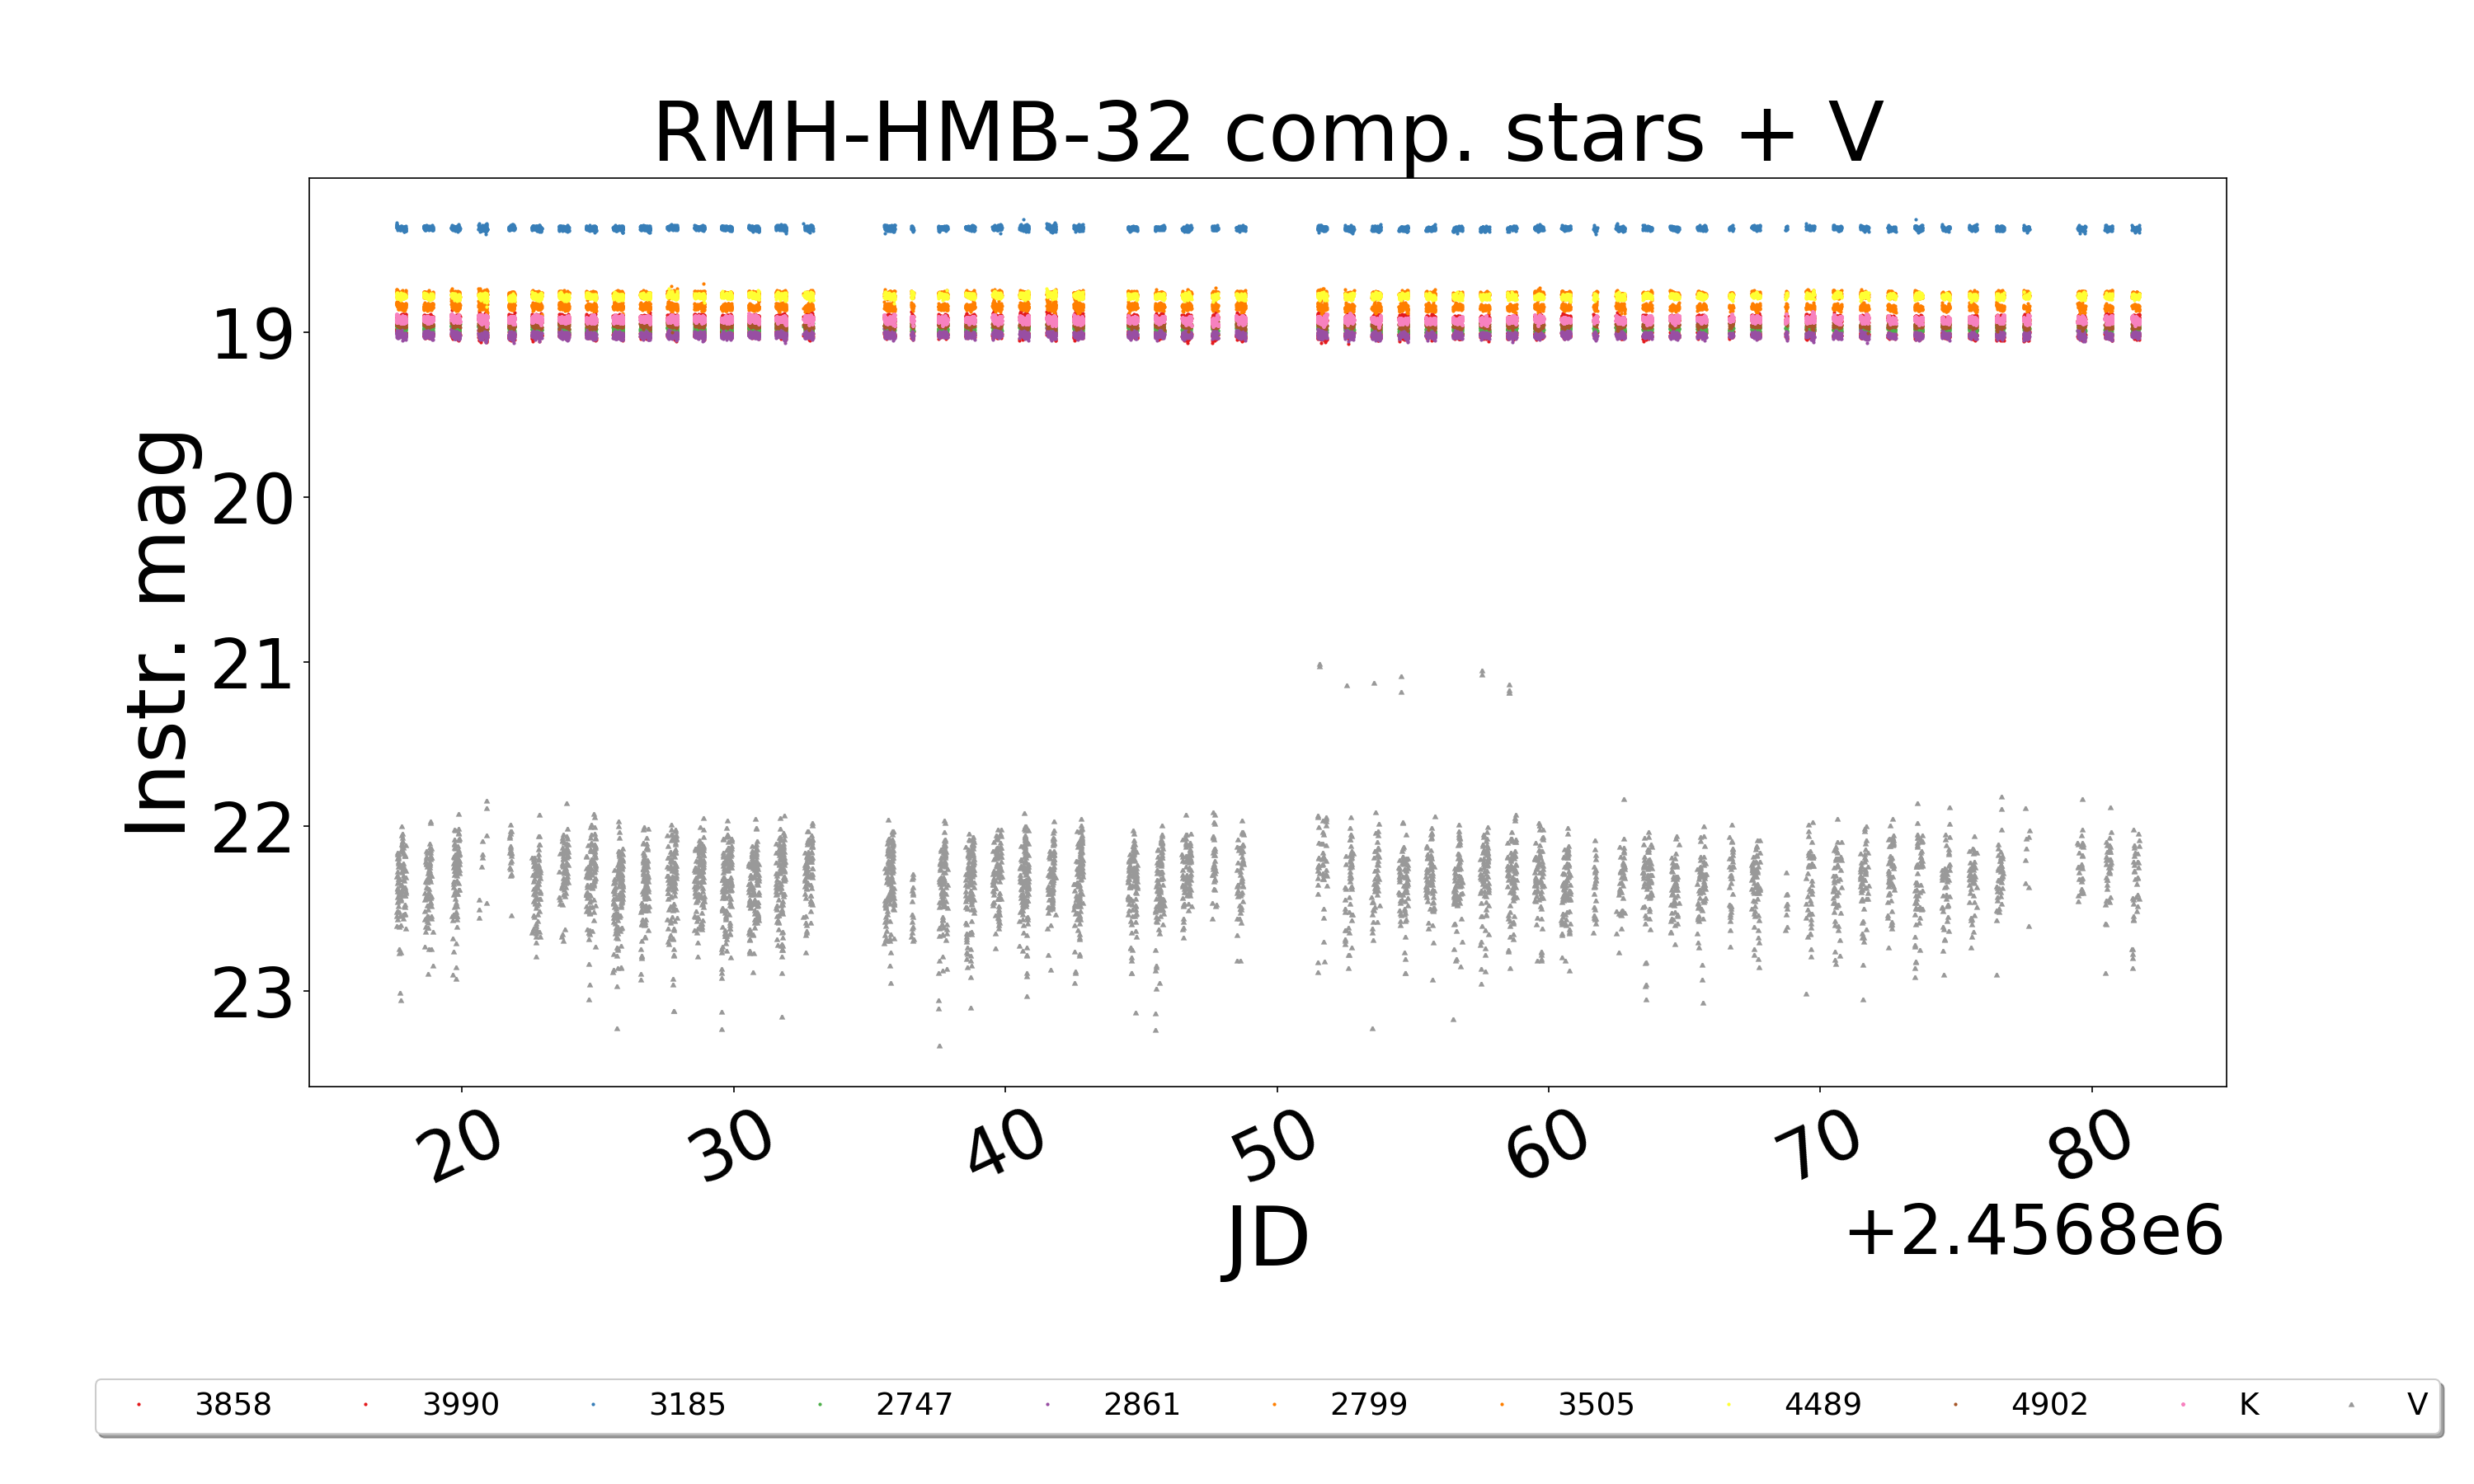 RMH-HMB-32 comp. stars + V
Instr. mag
19
20
21
22
23
20 30 40 50 60 70 80
JD
+2.4568e6
3858 3990 3185 2747 2861 2799 3505 4489 4902 K V